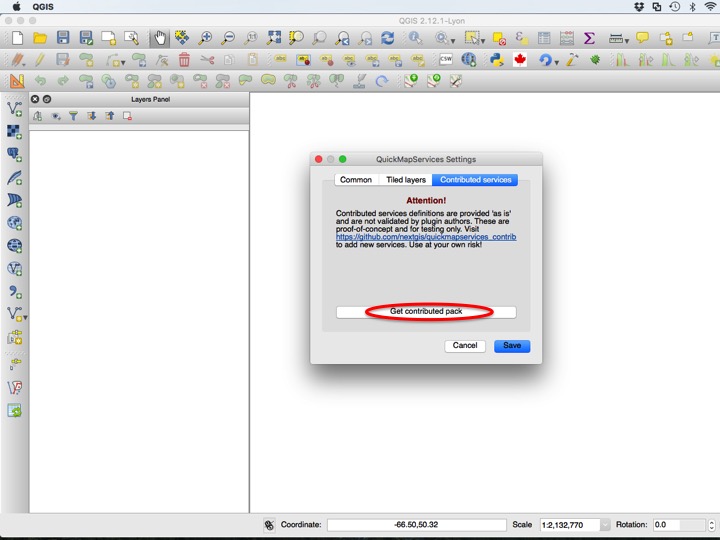 QGIS
QGIS 2.12.1-Lyon
Layers Panel
QuickMapServices Settings
Common
Tiled layers
Contributed services
Attention!
Contributed services definitions are provided 'as is'
and are not validated by plugin authors. These are
proof-of-concept and for testing only. Visit
https://github.com/nextgis/quickmapservices_contrib
to add new services. Use at your own risk!
Get contributed pack
Cancel
Save
Coordinate:
-66.50,50.32
Scale
1:2,132,770
Rotation:
0.0